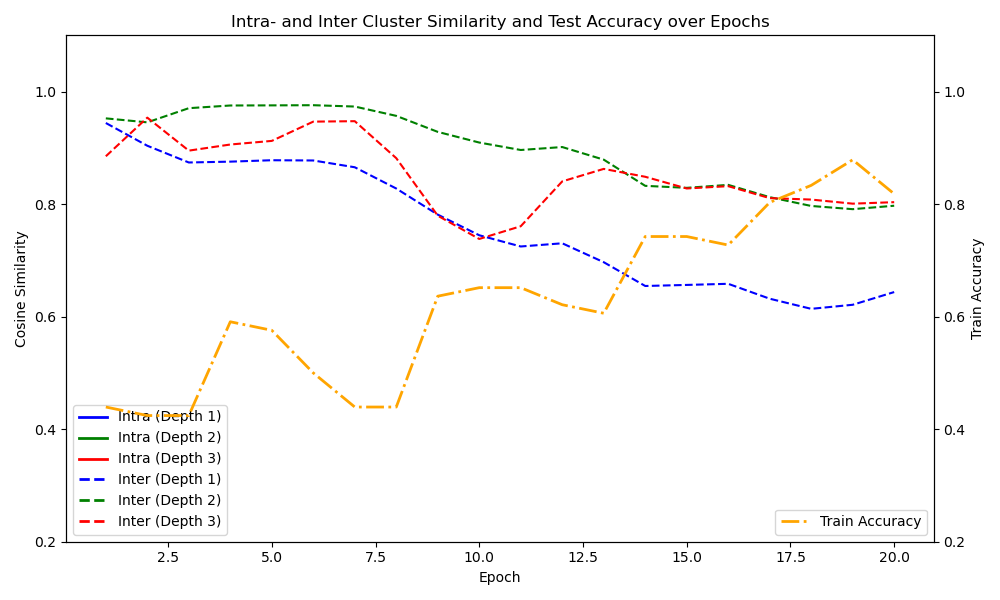 Intra- and Inter Cluster Similarity and Test Accuracy over Epochs
1.0
0.8
0.6
0.4
0.2
Cosine Similarity
1.0
0.8
0.6
0.4
0.2
Train Accuracy
Intra (Depth 1)
Intra (Depth 2)
Intra (Depth 3)
Inter (Depth 1)
Inter (Depth 2)
Inter (Depth 3)
Train Accuracy
2.5 5.0 7.5 10.0 12.5 15.0 17.5 20.0
Epoch